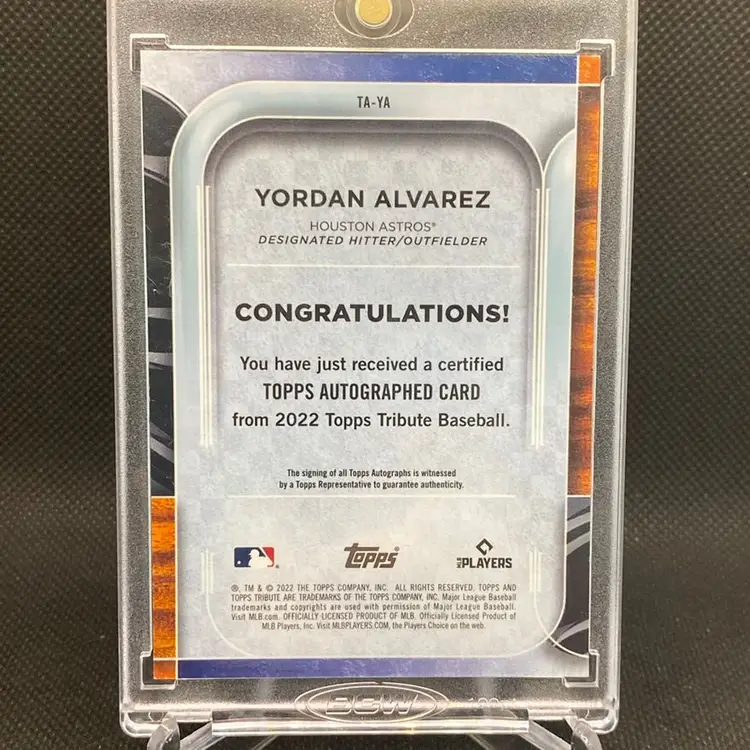 TA-YA
YORDAN ALVAREZ
HOUSTON ASTROS®
DESIGNATED HITTER/OUTFIELDER
CONGRATULATIONS!
You have just received a certified
TOPPS AUTOGRAPHED CARD
from 2022 Topps Tribute Baseball.
The signing of all Topps Autographs is witnessed
by a Topps Representative to guarantee authenticity.
Topps®
MLB PLAYERS
®, TM & © 2022 THE TOPPS COMPANY, INC. ALL RIGHTS RESERVED. TOPPS AND
TOPPS TRIBUTE ARE TRADEMARKS OF THE TOPPS COMPANY, INC. Major League Baseball
trademarks and copyrights are used with permission of Major League Baseball.
Visit MLB.com. OFFICIALLY LICENSED PRODUCT OF MLB. Officially Licensed Product of
MLB Players, Inc. Visit MLBPLAYERS.COM, the Players Choice on the web.
BCW